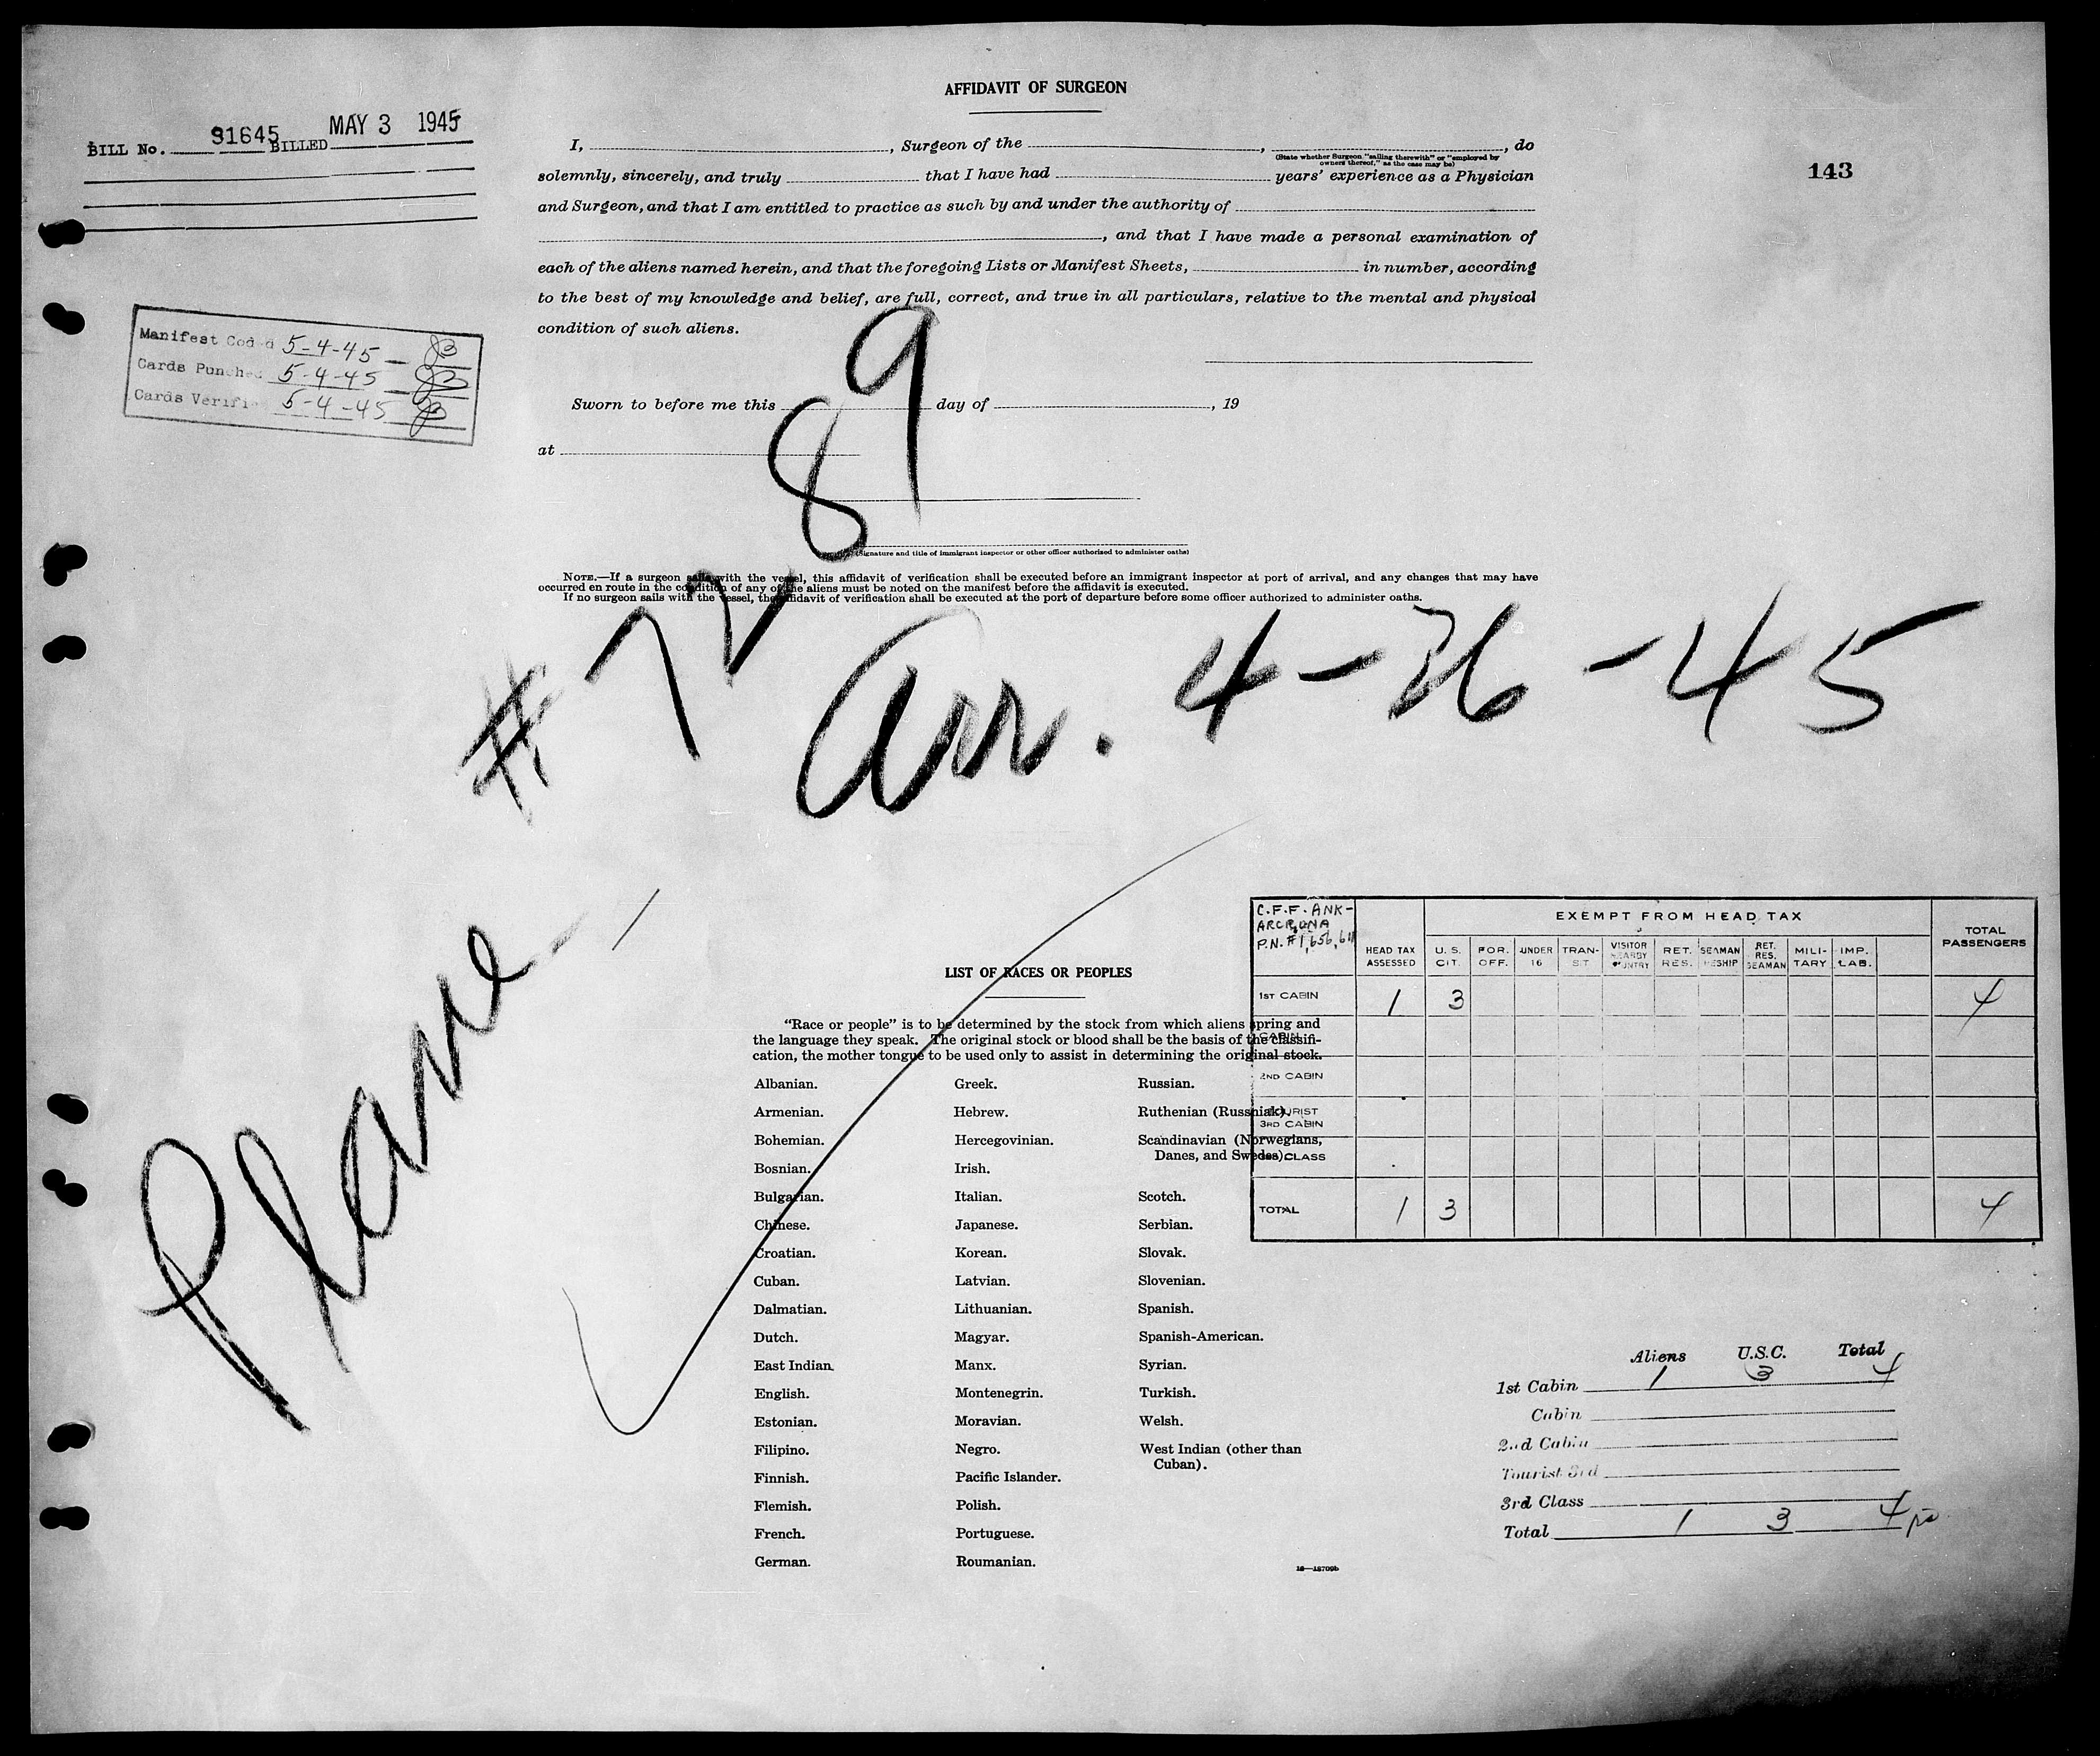 AFFIDAVIT OF SURGEON
BILL No. 91645 BILLED MAY 3 1945
143
I, , Surgeon of the , , do
(State whether Surgeon "sailing therewith" or "employed by
owners thereof," as the case may be)
solemnly, sincerely, and truly that I have had years' experience as a Physician
and Surgeon, and that I am entitled to practice as such by and under the authority of
, and that I have made a personal examination of
each of the aliens named herein, and that the foregoing Lists or Manifest Sheets, in number, according
to the best of my knowledge and belief, are full, correct, and true in all particulars, relative to the mental and physical
condition of such aliens.
Manifest Coded 5-4-45 —
Cards Punched 5-4-45 —
Cards Verifi 5-4-45
Sworn to before me this day of , 19
at
(Signature and title of immigrant inspector or other officer authorized to administer oaths)
NOTE.—If a surgeon sails with the vessel, this affidavit of verification shall be executed before an immigrant inspector at port of arrival, and any changes that may have
occurred en route in the condition of any of the aliens must be noted on the manifest before the affidavit is executed.
If no surgeon sails with the vessel, the affidavit of verification shall be executed at the port of departure before some officer authorized to administer oaths.
Plane - # 7289
Arr. 4-26-45
LIST OF RACES OR PEOPLES
"Race or people" is to be determined by the stock from which aliens spring and
the language they speak. The original stock or blood shall be the basis of the classifi-
cation, the mother tongue to be used only to assist in determining the original stock.
Albanian. Greek. Russian.
Armenian. Hebrew. Ruthenian (Russniak).
Bohemian. Hercegovinian. Scandinavian (Norwegians,
Danes, and Swedes).
Bosnian. Irish.
Bulgarian. Italian. Scotch.
Chinese. Japanese. Serbian.
Croatian. Korean. Slovak.
Cuban. Latvian. Slovenian.
Dalmatian. Lithuanian. Spanish.
Dutch. Magyar. Spanish-American.
East Indian. Manx. Syrian.
English. Montenegrin. Turkish.
Estonian. Moravian. Welsh.
Filipino. Negro. West Indian (other than
Cuban).
Finnish. Pacific Islander.
Flemish. Polish.
French. Portuguese.
German. Roumanian.
16—18709b
C.F.F. ANK-
P.N.
HEAD TAX ASSESSED
EXEMPT FROM HEAD TAX
U. S. CIT. FOR. OFF. UNDER 16 TRAN-SIT VISITOR NEARBY COUNTRY RET. RES. SEAMAN RET. RES. SEAMAN MILI-TARY IMP. LAB.
TOTAL PASSENGERS
1ST CABIN 1 3 4
CABIN
2ND CABIN
TOURIST
3RD CABIN
CLASS
TOTAL 1 3 4
Aliens U.S.C. Total
1st Cabin 1 3 4
Cabin
2nd Cabin
Tourist 3rd
3rd Class
Total 1 3 4